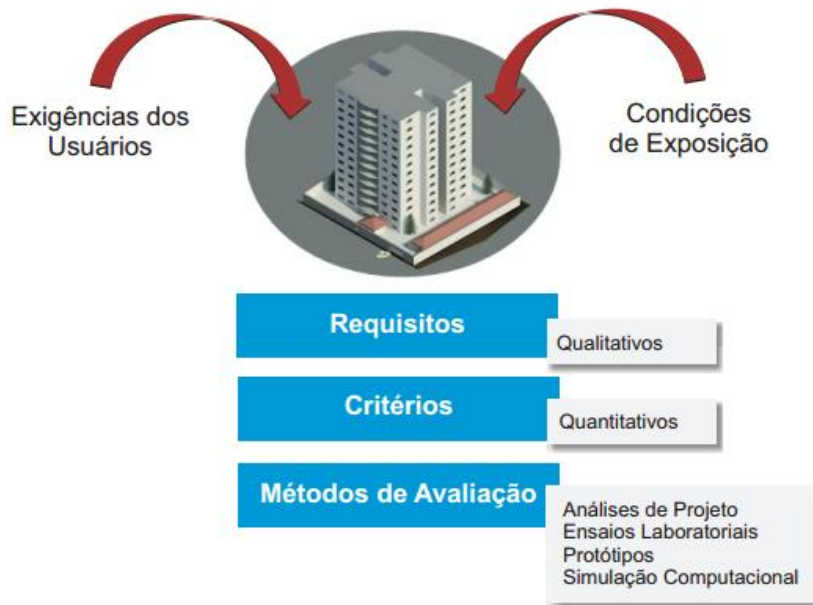 Exigências dos
Usuários
Condições
de Exposição
Requisitos
Qualitativos
Critérios
Quantitativos
Métodos de Avaliação
Análises de Projeto
Ensaios Laboratoriais
Protótipos
Simulação Computacional